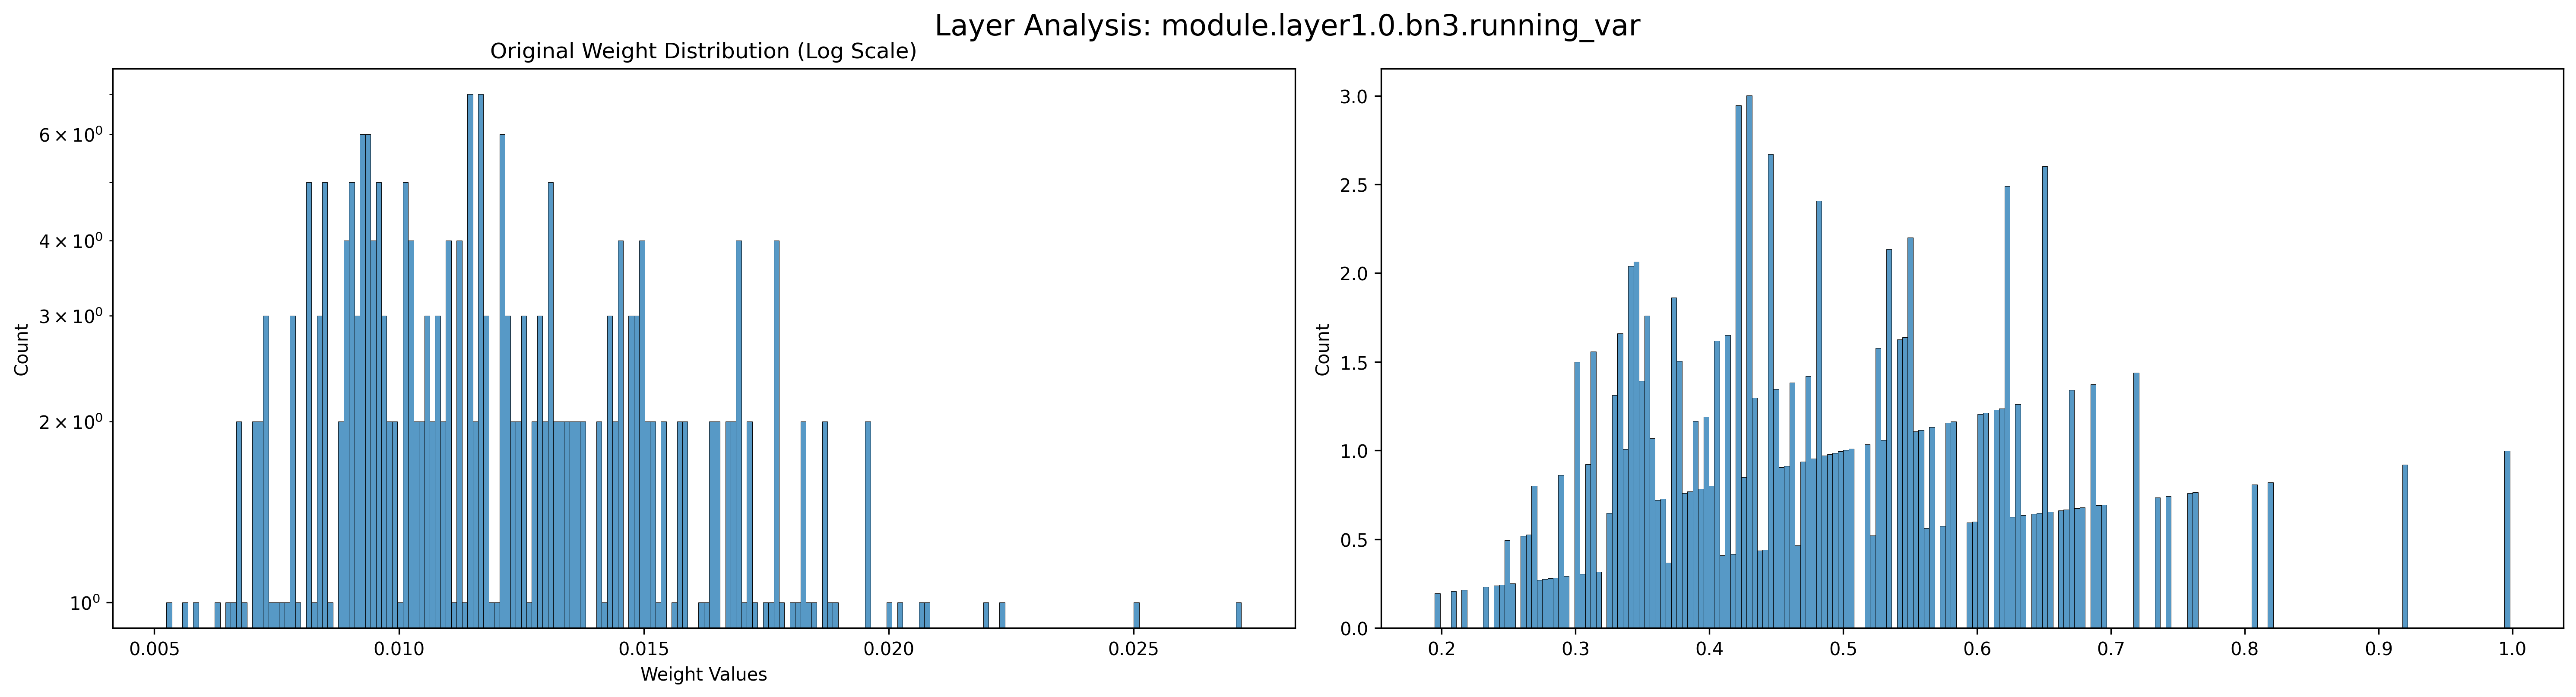 Layer Analysis: module.layer1.0.bn3.running_var
Original Weight Distribution (Log Scale)
Count
6 × 10⁰
4 × 10⁰
3 × 10⁰
2 × 10⁰
10⁰
0.005 0.010 0.015 0.020 0.025
Weight Values
Count
3.0
2.5
2.0
1.5
1.0
0.5
0.0
0.2 0.3 0.4 0.5 0.6 0.7 0.8 0.9 1.0